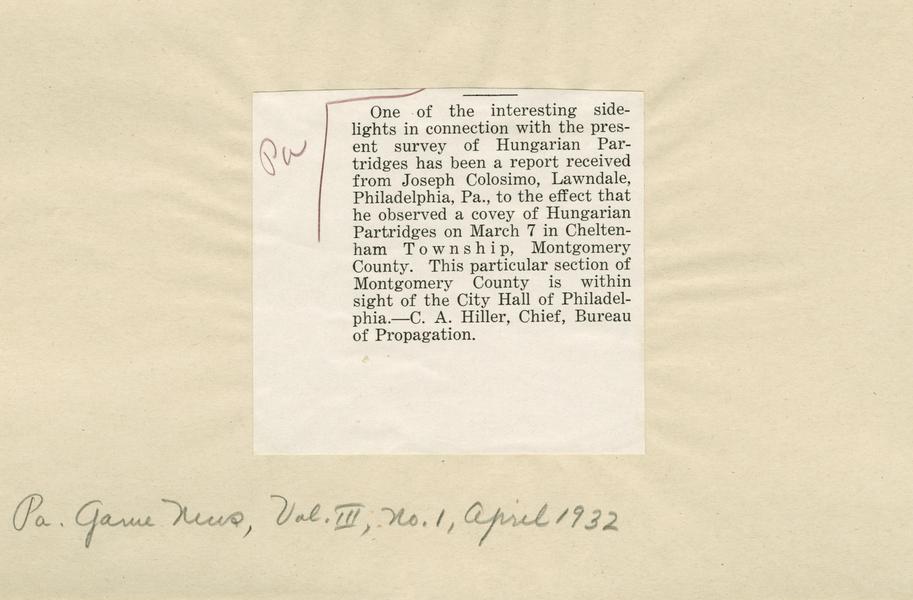 Pa
One of the interesting side-
lights in connection with the pres-
ent survey of Hungarian Par-
tridges has been a report received
from Joseph Colosimo, Lawndale,
Philadelphia, Pa., to the effect that
he observed a covey of Hungarian
Partridges on March 7 in Chelten-
ham Township, Montgomery
County. This particular section of
Montgomery County is within
sight of the City Hall of Philadel-
phia.—C. A. Hiller, Chief, Bureau
of Propagation.
Pa. Game News, Vol. III, No. 1, April 1932